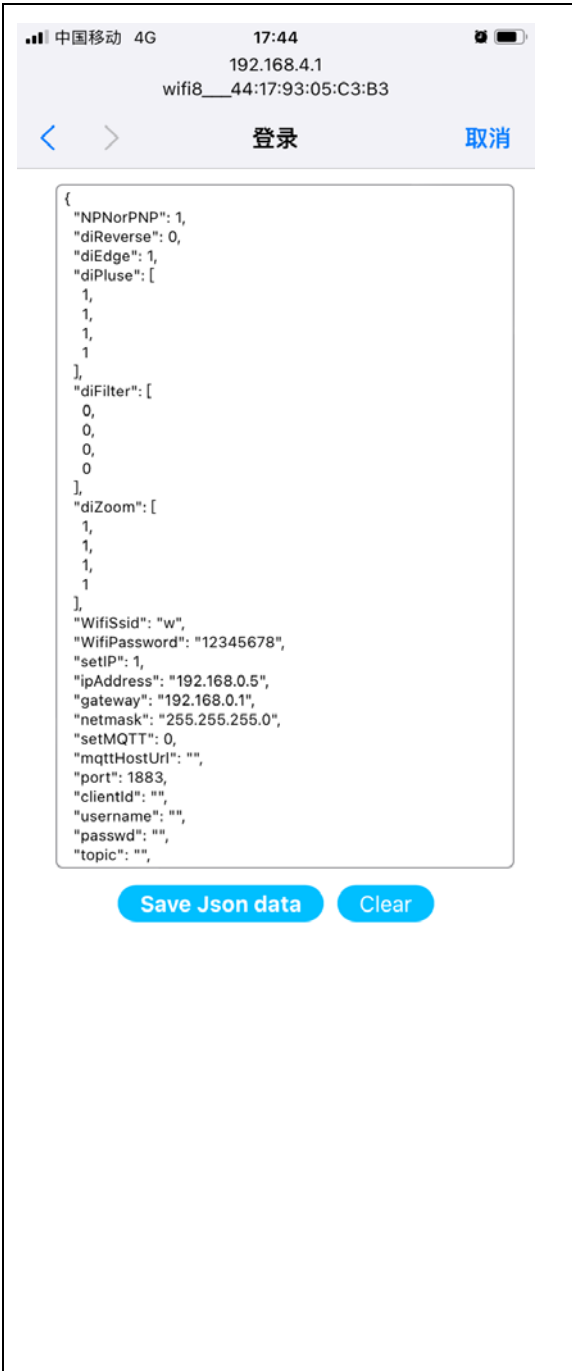 中国移动 4G 17:44
192.168.4.1
wifi8___44:17:93:05:C3:B3
登录 取消
{
"NPNorPNP": 1,
"diReverse": 0,
"diEdge": 1,
"diPluse": [
1,
1,
1,
1
],
"diFilter": [
0,
0,
0,
0
],
"diZoom": [
1,
1,
1,
1
],
"WifiSsid": "w",
"WifiPassword": "12345678",
"setIP": 1,
"ipAddress": "192.168.0.5",
"gateway": "192.168.0.1",
"netmask": "255.255.255.0",
"setMQTT": 0,
"mqttHostUrl": "",
"port": 1883,
"clientId": "",
"username": "",
"passwd": "",
"topic": "",
Save Json data Clear